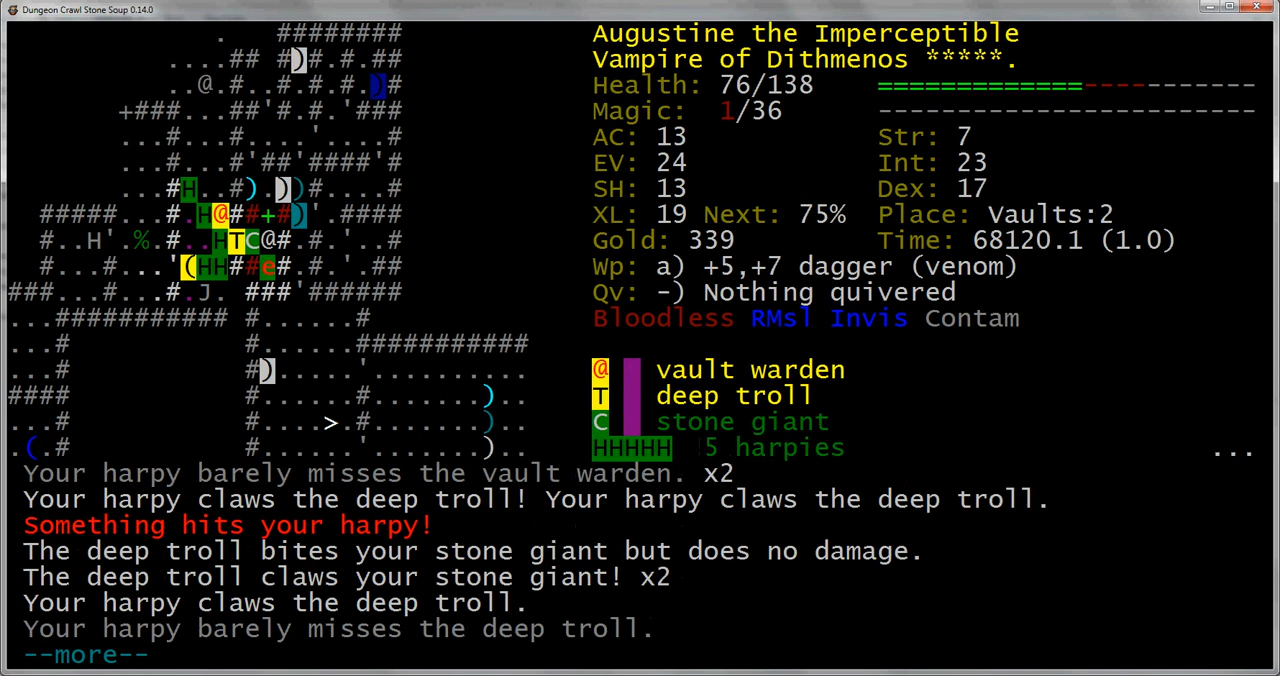 Dungeon Crawl Stone Soup 0.14.0
Augustine the Imperceptible
Vampire of Dithmenos *****.
Health: 76/138
Magic: 1/36
AC: 13 Str: 7
EV: 24 Int: 23
SH: 13 Dex: 17
XL: 19 Next: 75% Place: Vaults:2
Gold: 339 Time: 68120.1 (1.0)
Wp: a) +5,+7 dagger (venom)
Qv: -) Nothing quivered
Bloodless RMsl Invis Contam
@ vault warden
T deep troll
C stone giant
HHHHH 5 harpies
...
Your harpy barely misses the vault warden. x2
Your harpy claws the deep troll! Your harpy claws the deep troll.
Something hits your harpy!
The deep troll bites your stone giant but does no damage.
The deep troll claws your stone giant! x2
Your harpy claws the deep troll.
Your harpy barely misses the deep troll.
--more--